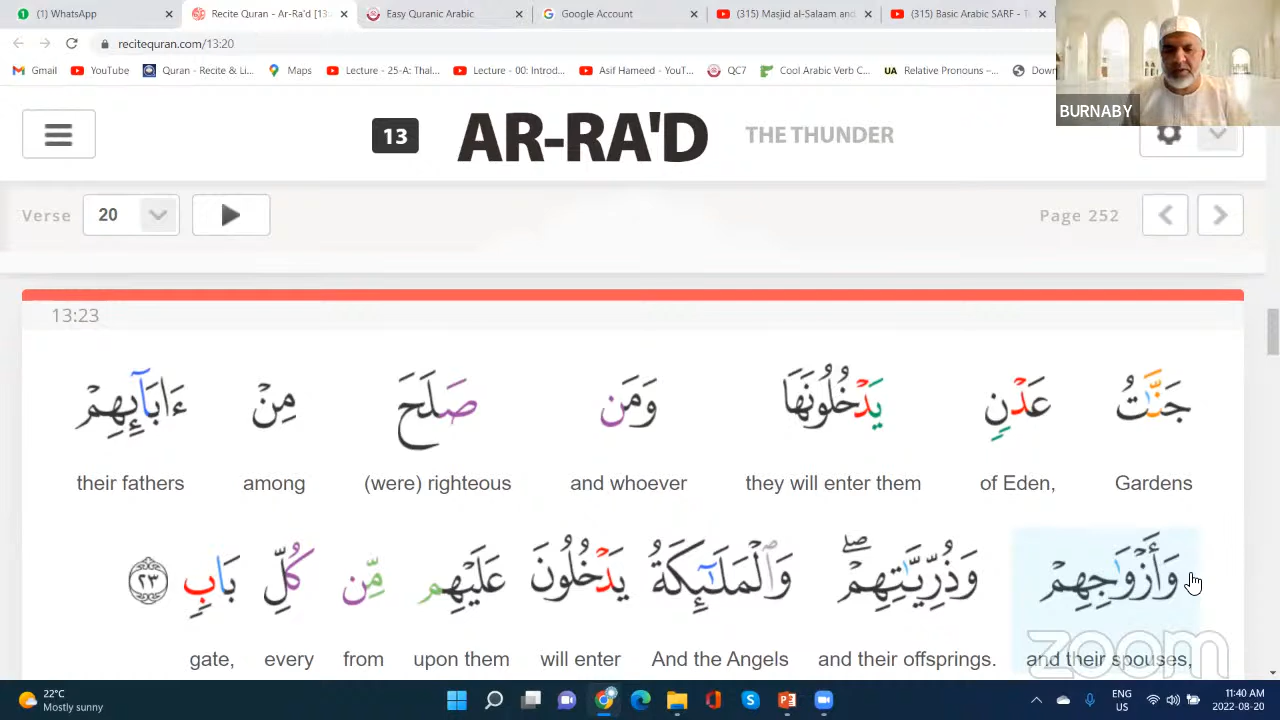 (1) WhatsApp
Recite Quran - Ar-Ra'd [13:
Easy Quranic Arabic
Google Account
(315) Masjid al-Salaam and
(315) Basic Arabic SARF - T
recitequran.com/13:20
Gmail
YouTube
Quran - Recite & Li...
Maps
Lecture - 25-A: Thal...
Lecture - 00: Introd...
Asif Hameed - YouT...
QC7
Cool Arabic Verb C...
UA Relative Pronouns –...
Down
BURNABY
13 AR-RA'D THE THUNDER
Verse 20
Page 252
13:23
جَنَّـٰتُ عَدْنٍ يَدْخُلُونَهَا وَمَن صَلَحَ مِنْ ءَابَآئِهِمْ
Gardens of Eden, they will enter them and whoever (were) righteous among their fathers
وَأَزْوَٰجِهِمْ وَذُرِّيَّـٰتِهِمْ ۖ وَٱلْمَلَـٰٓئِكَةُ يَدْخُلُونَ عَلَيْهِم مِّن كُلِّ بَابٍ ٢٣
and their spouses, and their offsprings. And the Angels will enter upon them from every gate,
zoom
22°C
Mostly sunny
ENG
US
11:40 AM
2022-08-20